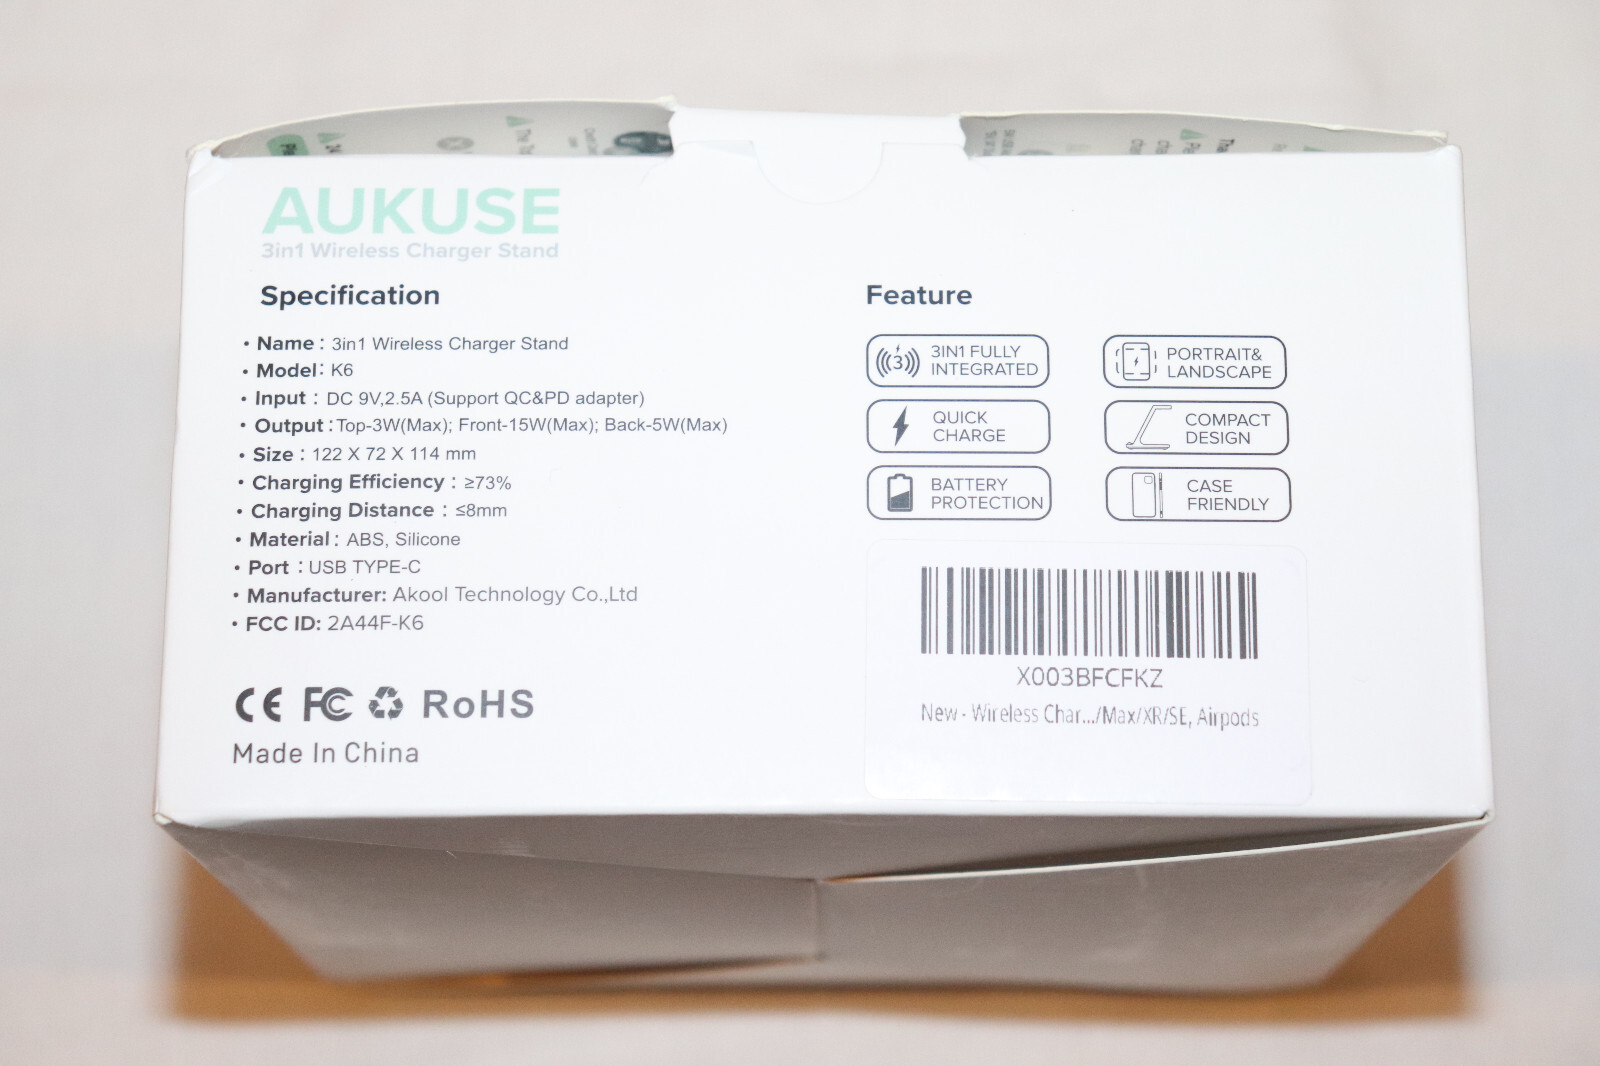 AUKUSE
3in1 Wireless Charger Stand
Specification
• Name : 3in1 Wireless Charger Stand
• Model: K6
• Input : DC 9V,2.5A (Support QC&PD adapter)
• Output : Top-3W(Max); Front-15W(Max); Back-5W(Max)
• Size : 122 X 72 X 114 mm
• Charging Efficiency : ≥73%
• Charging Distance : ≤8mm
• Material : ABS, Silicone
• Port : USB TYPE-C
• Manufacturer: Akool Technology Co.,Ltd
• FCC ID: 2A44F-K6
CE FC RoHS
Made In China
Feature
3
3IN1 FULLY
INTEGRATED
PORTRAIT&
LANDSCAPE
QUICK
CHARGE
COMPACT
DESIGN
BATTERY
PROTECTION
CASE
FRIENDLY
X003BFCFKZ
New - Wireless Char.../Max/XR/SE, Airpods